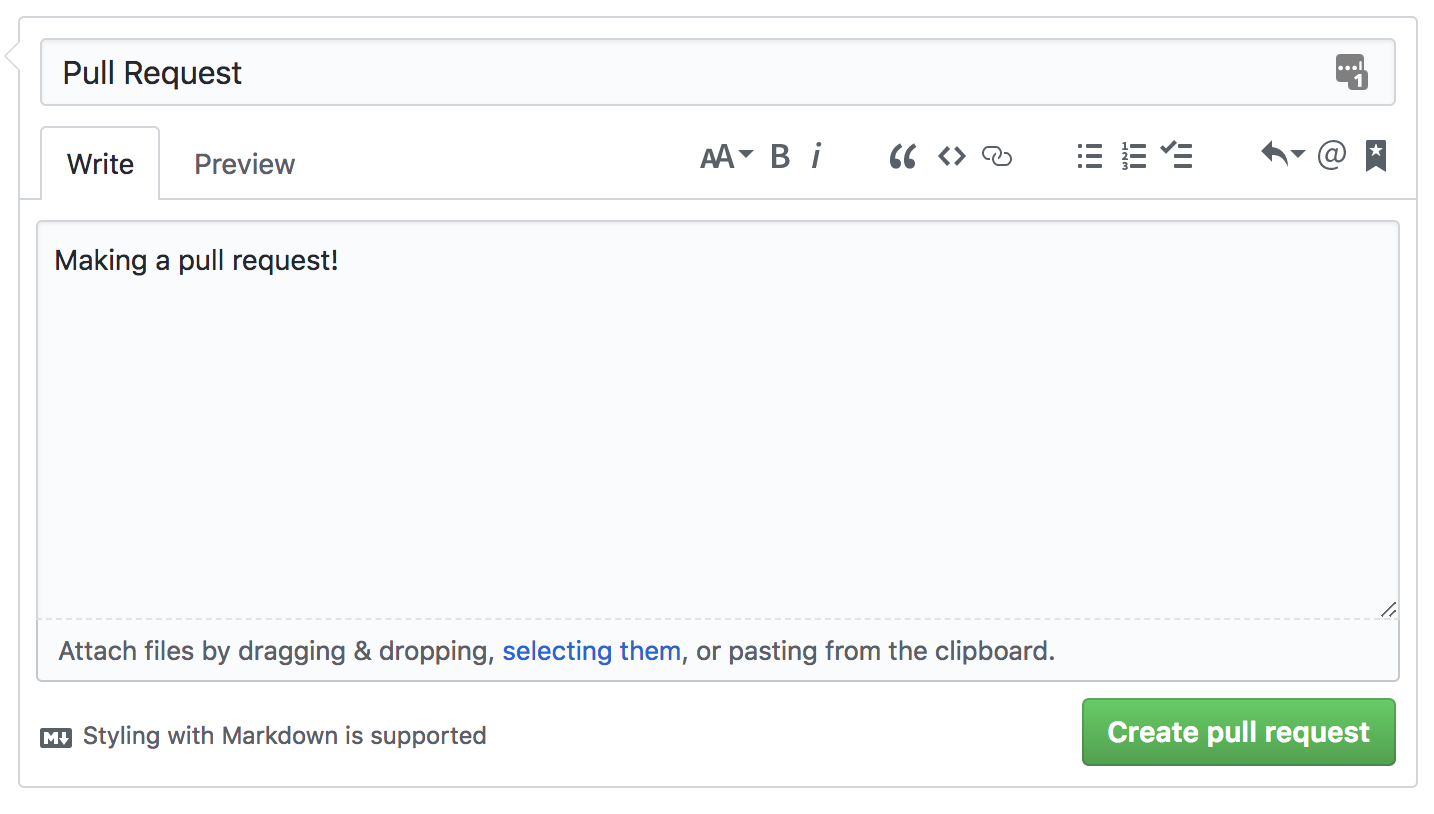 Pull Request
Write Preview
Making a pull request!
Attach files by dragging & dropping, selecting them, or pasting from the clipboard.
Styling with Markdown is supported
Create pull request